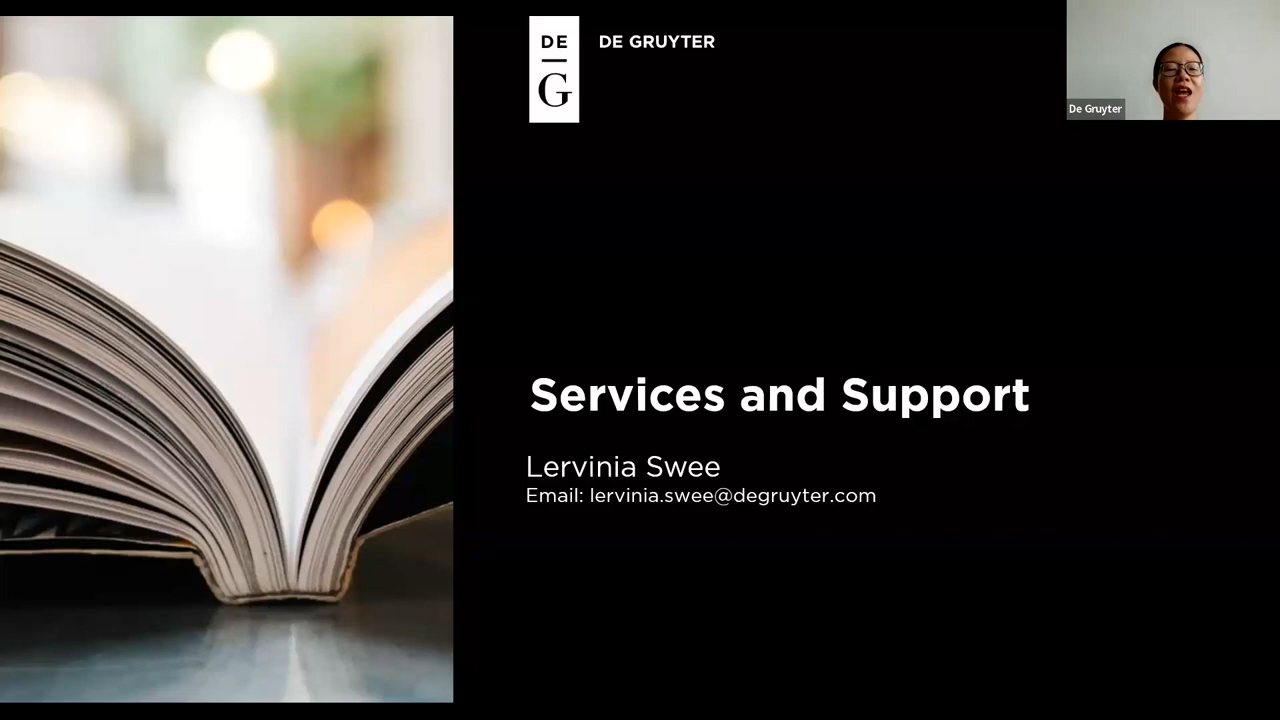 DE
G
DE GRUYTER
De Gruyter
Services and Support
Lervinia Swee
Email: lervinia.swee@degruyter.com